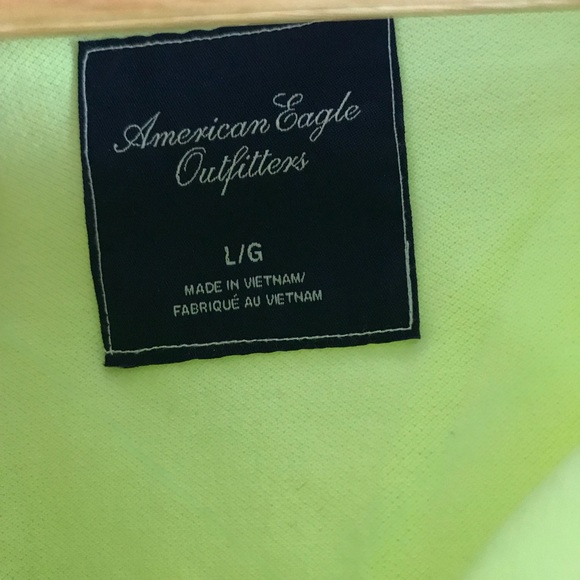 American Eagle
Outfitters
L/G
MADE IN VIETNAM/
FABRIQUÉ AU VIETNAM